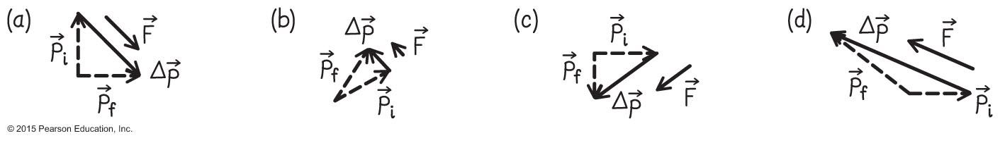 (a) p⃗i F⃗ Δp⃗ p⃗f
(b) Δp⃗ F⃗ p⃗f p⃗i
(c) p⃗i p⃗f Δp⃗ F⃗
(d) Δp⃗ F⃗ p⃗f p⃗i
© 2015 Pearson Education, Inc.